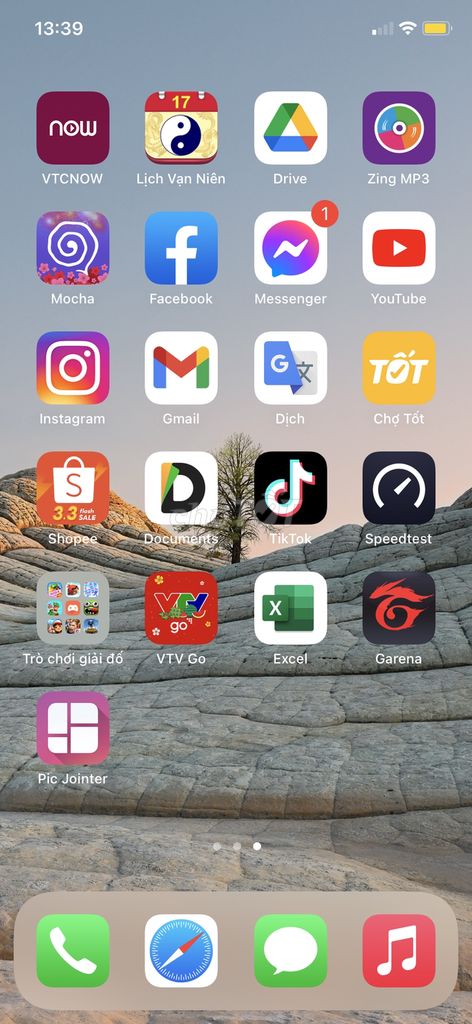 13:39
now
17
VTCNOW
Lịch Vạn Niên
Drive
Zing MP3
1
Mocha
Facebook
Messenger
YouTube
G
文
TỐT
Instagram
Gmail
Dịch
Chợ Tốt
S
3.3 flash SALE
D
Shopee
Documents
TikTok
Speedtest
VTV
go
X
Trò chơi giải đố
VTV Go
Excel
Garena
Pic Jointer